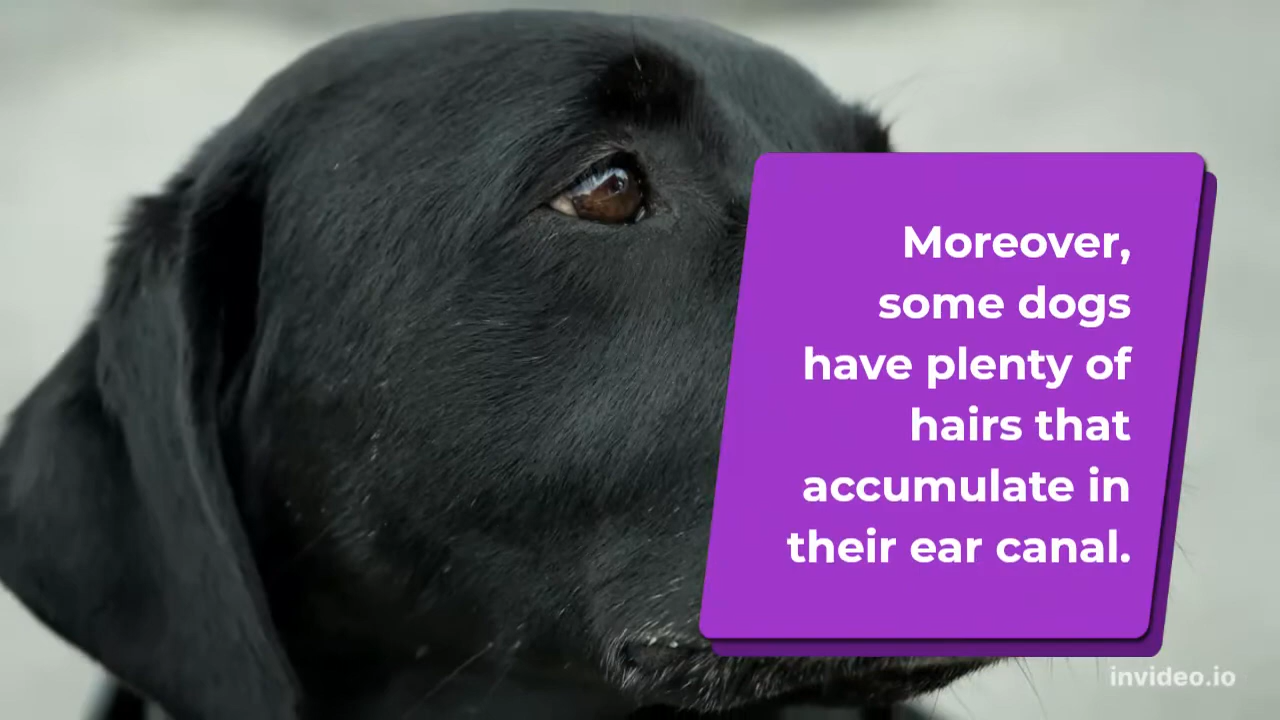 Moreover,
some dogs
have plenty of
hairs that
accumulate in
their ear canal.
invideo.io